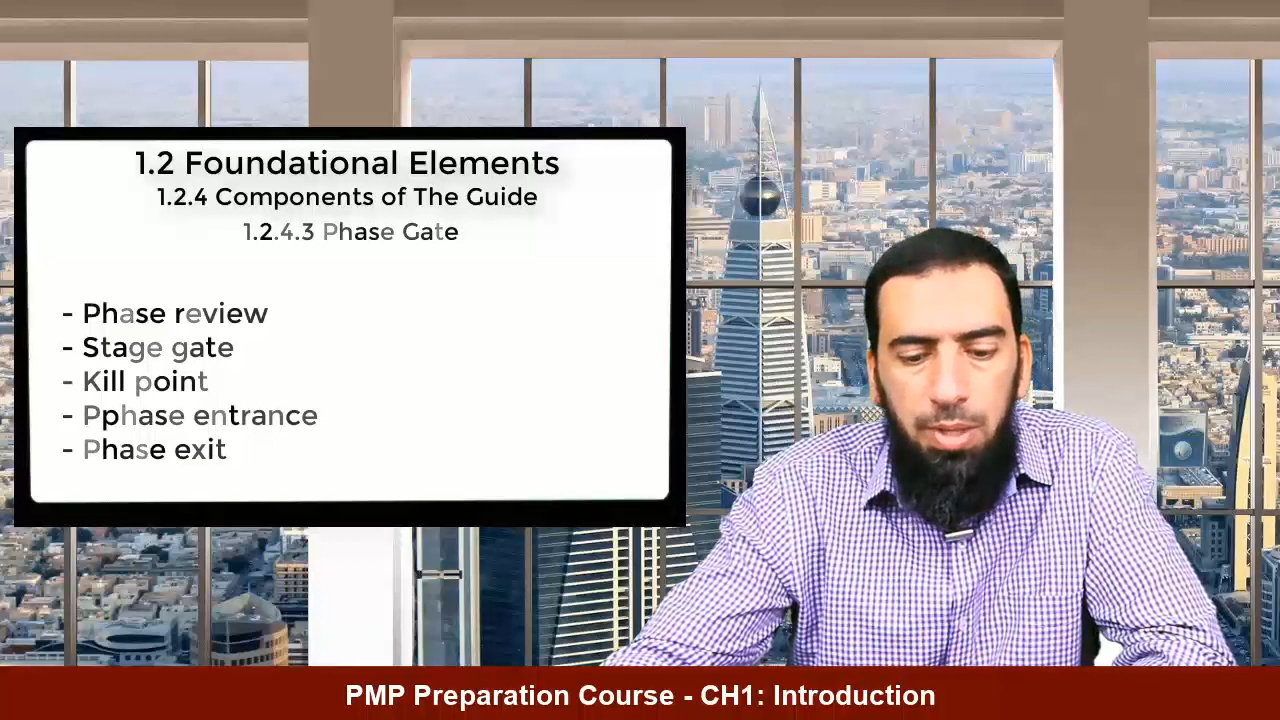 1.2 Foundational Elements
1.2.4 Components of The Guide
1.2.4.3 Phase Gate
- Phase review
- Stage gate
- Kill point
- Pphase entrance
- Phase exit
PMP Preparation Course - CH1: Introduction